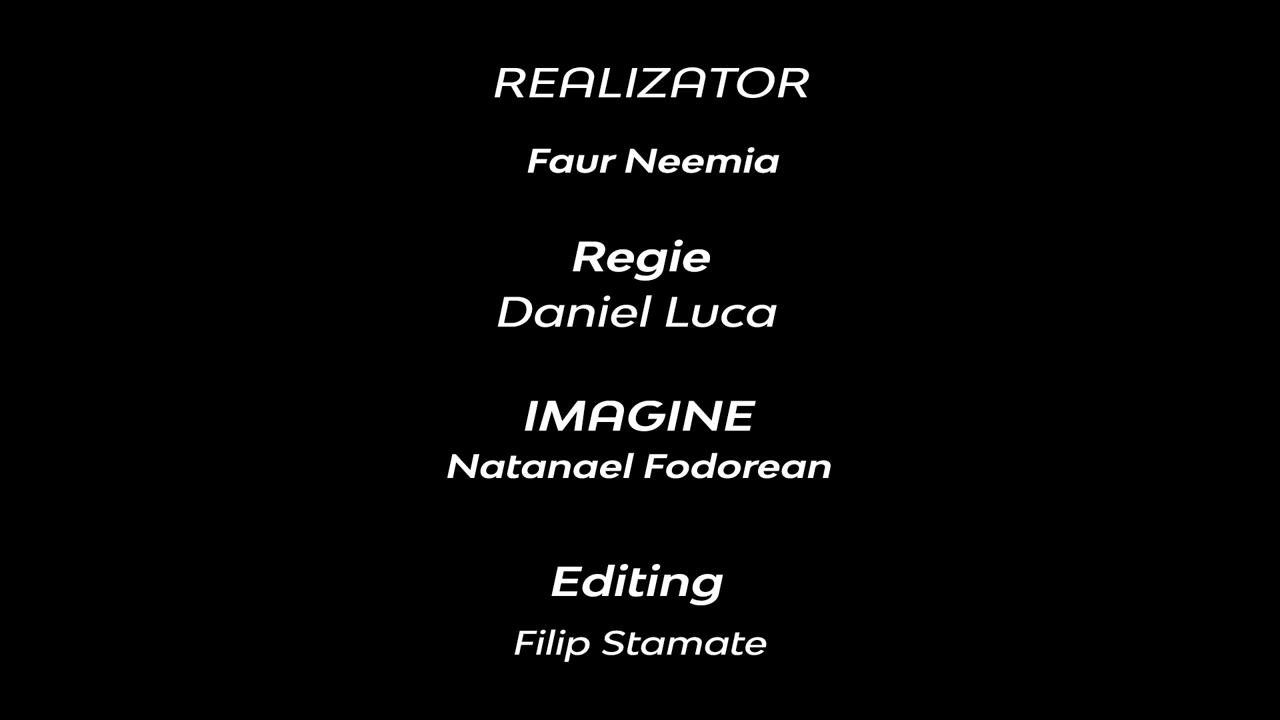 REALIZATOR
Faur Neemia
Regie
Daniel Luca
IMAGINE
Natanael Fodorean
Editing
Filip Stamate